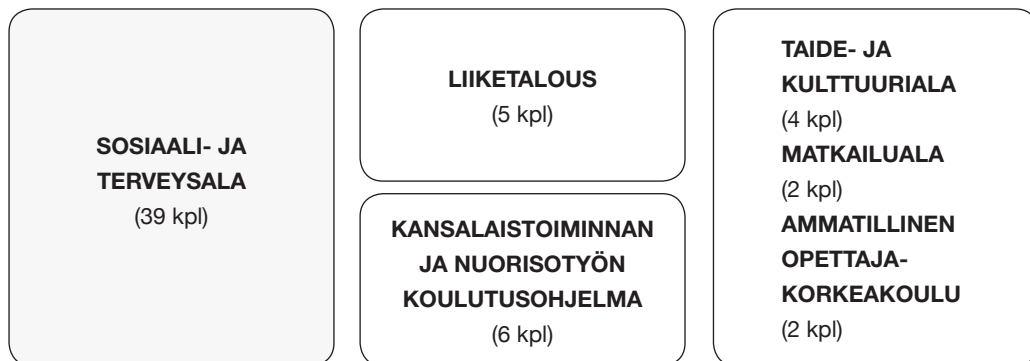 SOSIAALI- JA
TERVEYSALA
(39 kpl)
LIIKETALOUS
(5 kpl)
KANSALAISTOIMINNAN
JA NUORISOTYÖN
KOULUTUSOHJELMA
(6 kpl)
TAIDE- JA
KULTTUURIALA
(4 kpl)
MATKAILUALA
(2 kpl)
AMMATILLINEN
OPETTAJA-
KORKEAKOULU
(2 kpl)